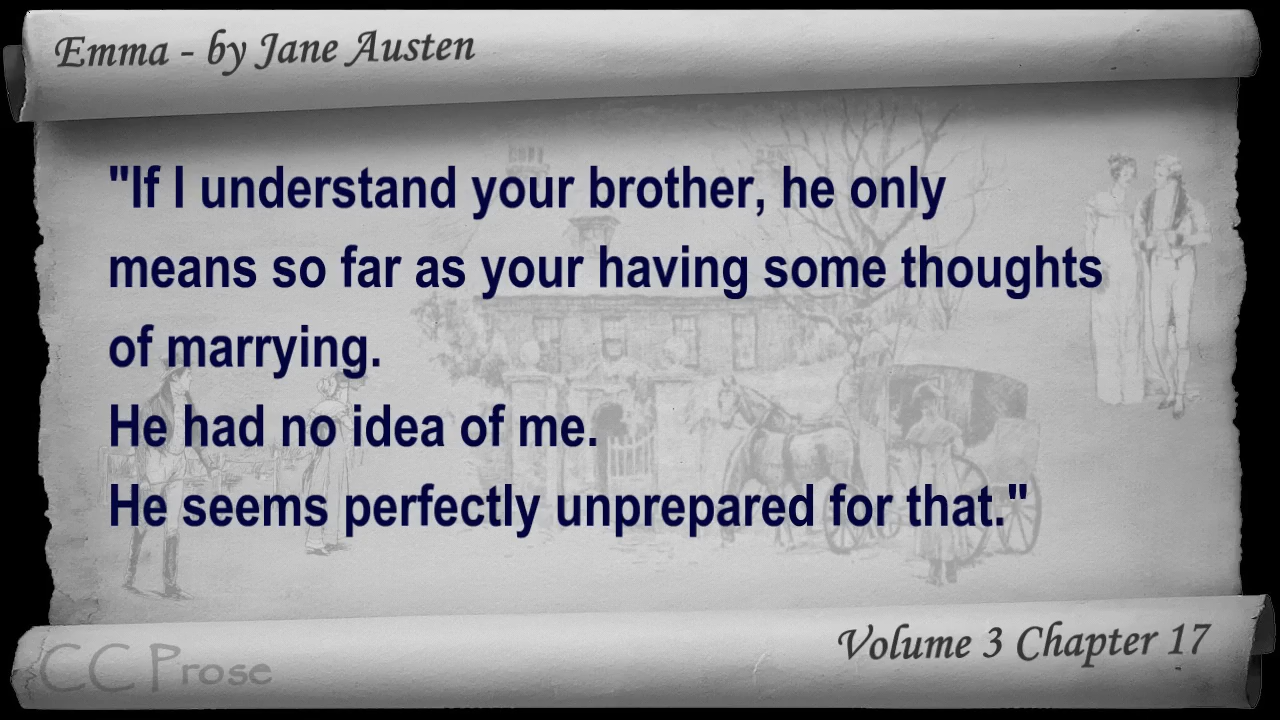 Emma - by Jane Austen
"If I understand your brother, he only
means so far as your having some thoughts
of marrying.
He had no idea of me.
He seems perfectly unprepared for that."
Volume 3 Chapter 17
CC Prose